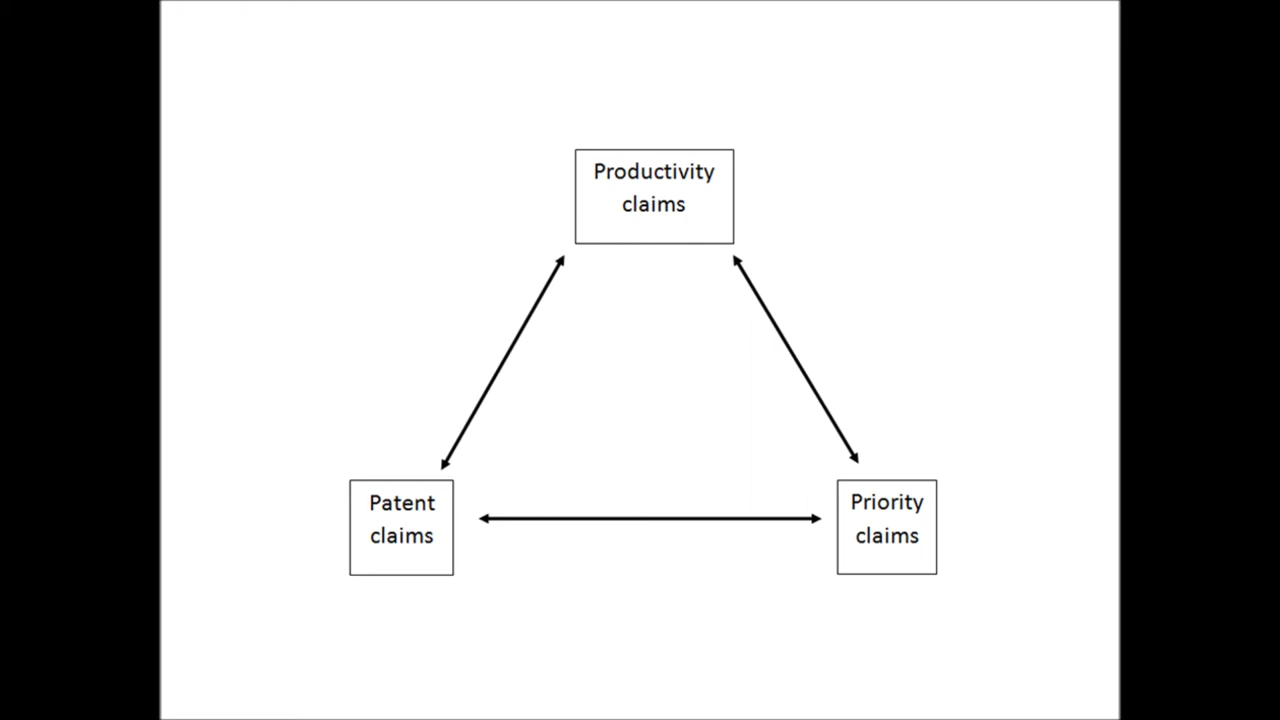 Productivity
claims
Patent
claims
Priority
claims